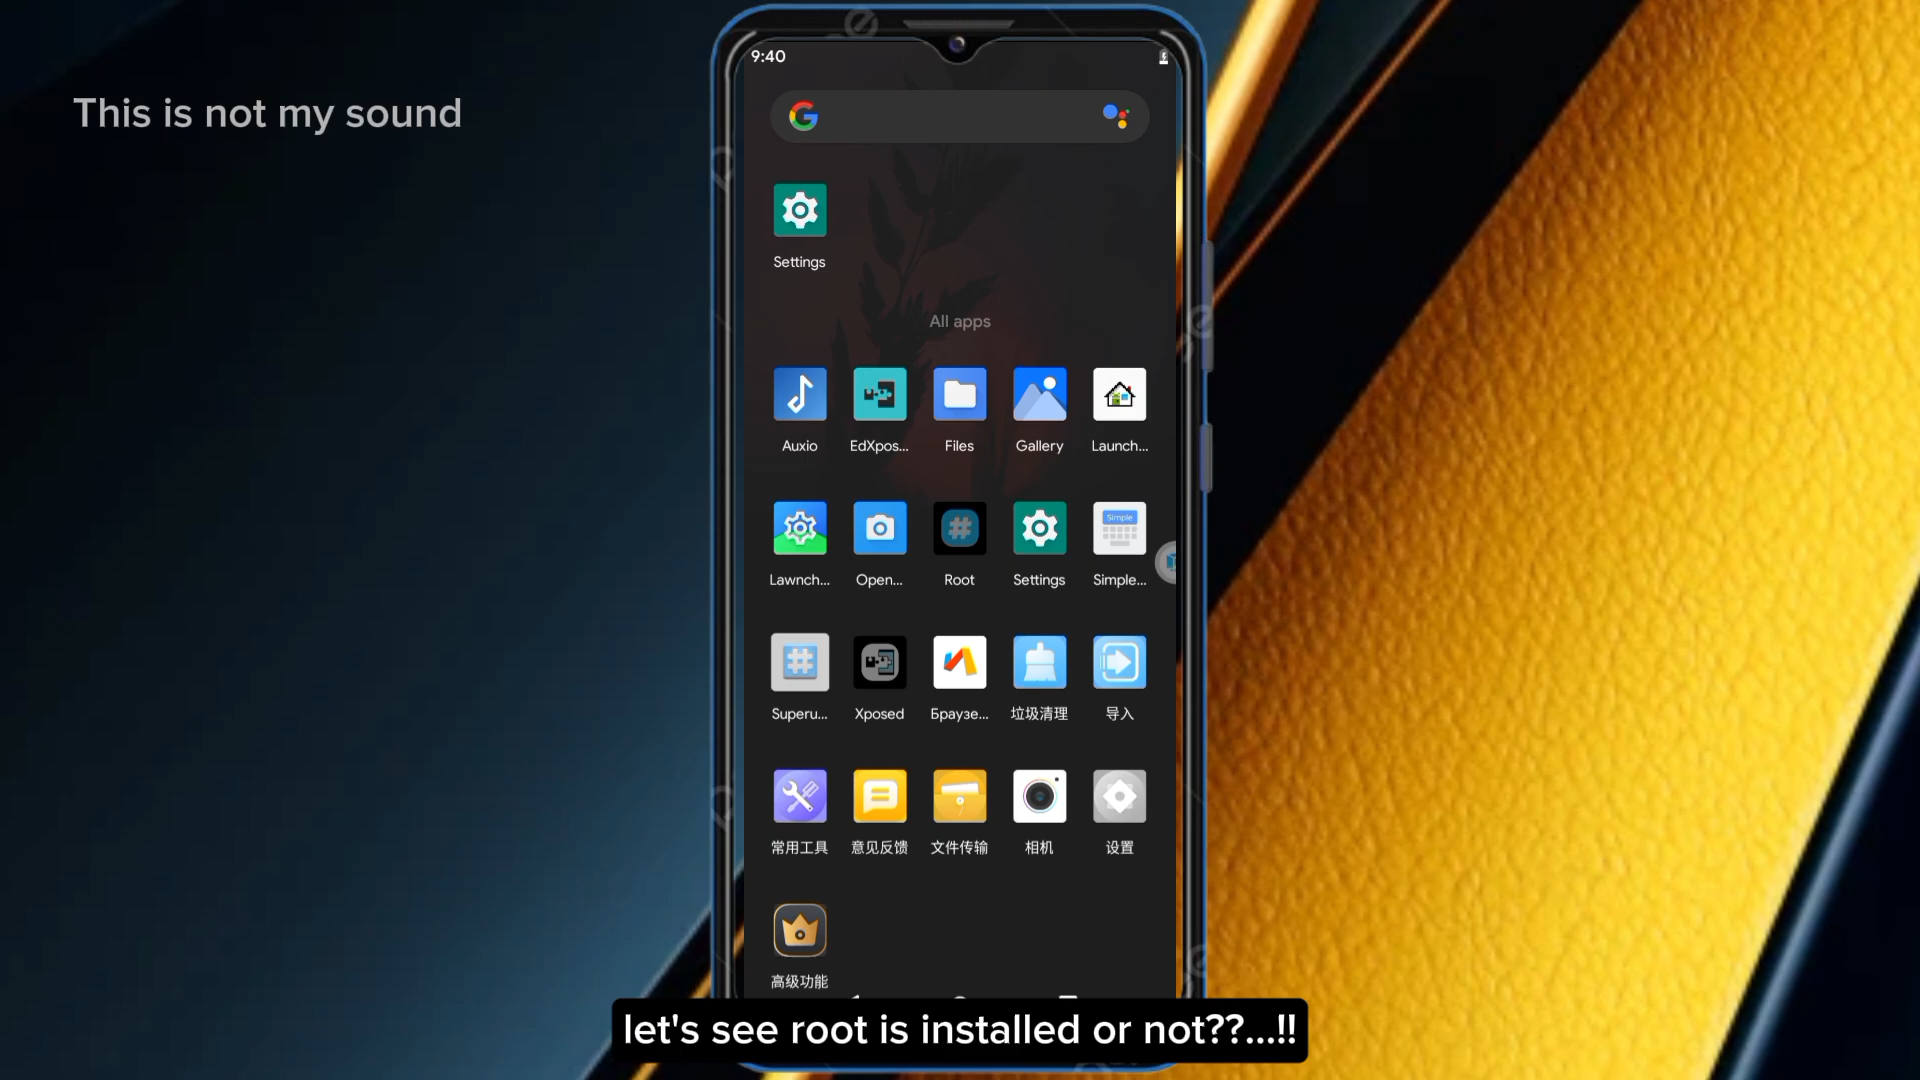 This is not my sound
9:40
Settings
All apps
Auxio EdXpos... Files Gallery Launch...
Simple
Lawnch... Open... Root Settings Simple...
Superu... Xposed Браузе... 垃圾清理 导入
常用工具 意见反馈 文件传输 相机 设置
高级功能
let's see root is installed or not??...!!